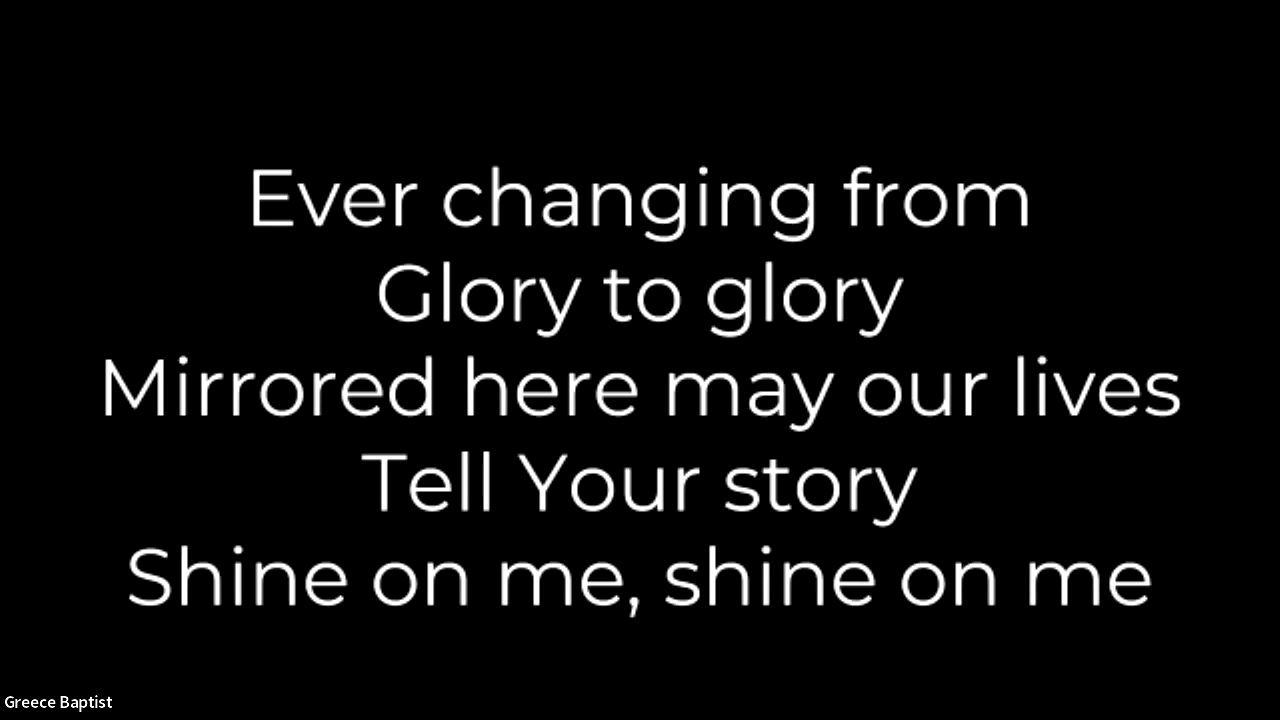 Ever changing from
Glory to glory
Mirrored here may our lives
Tell Your story
Shine on me, shine on me
Greece Baptist